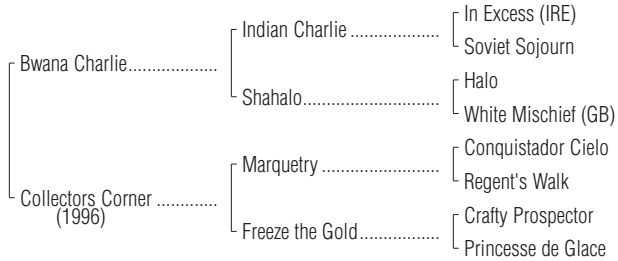 In Excess (IRE)
Indian Charlie ....................
Soviet Sojourn
Bwana Charlie....................
Halo
Shahalo...............................
White Mischief (GB)
Conquistador Cielo
Marquetry ...........................
Regent's Walk
Collectors Corner .............
(1996)
Crafty Prospector
Freeze the Gold..................
Princesse de Glace